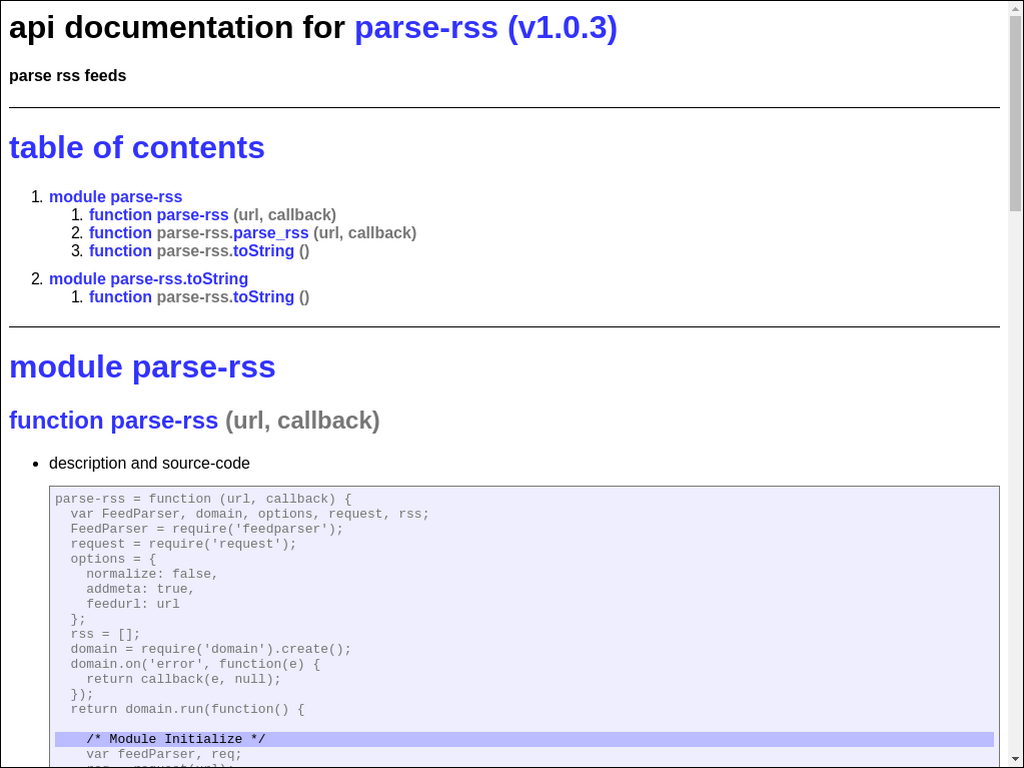 api documentation for parse-rss (v1.0.3)
parse rss feeds
table of contents
1. module parse-rss
1. function parse-rss (url, callback)
2. function parse-rss.parse_rss (url, callback)
3. function parse-rss.toString ()
2. module parse-rss.toString
1. function parse-rss.toString ()
module parse-rss
function parse-rss (url, callback)
• description and source-code
parse-rss = function (url, callback) {
  var FeedParser, domain, options, request, rss;
  FeedParser = require('feedparser');
  request = require('request');
  options = {
    normalize: false,
    addmeta: true,
    feedurl: url
  };
  rss = [];
  domain = require('domain').create();
  domain.on('error', function(e) {
    return callback(e, null);
  });
  return domain.run(function() {
    /* Module Initialize */
    var feedParser, req;
    req = request(url);